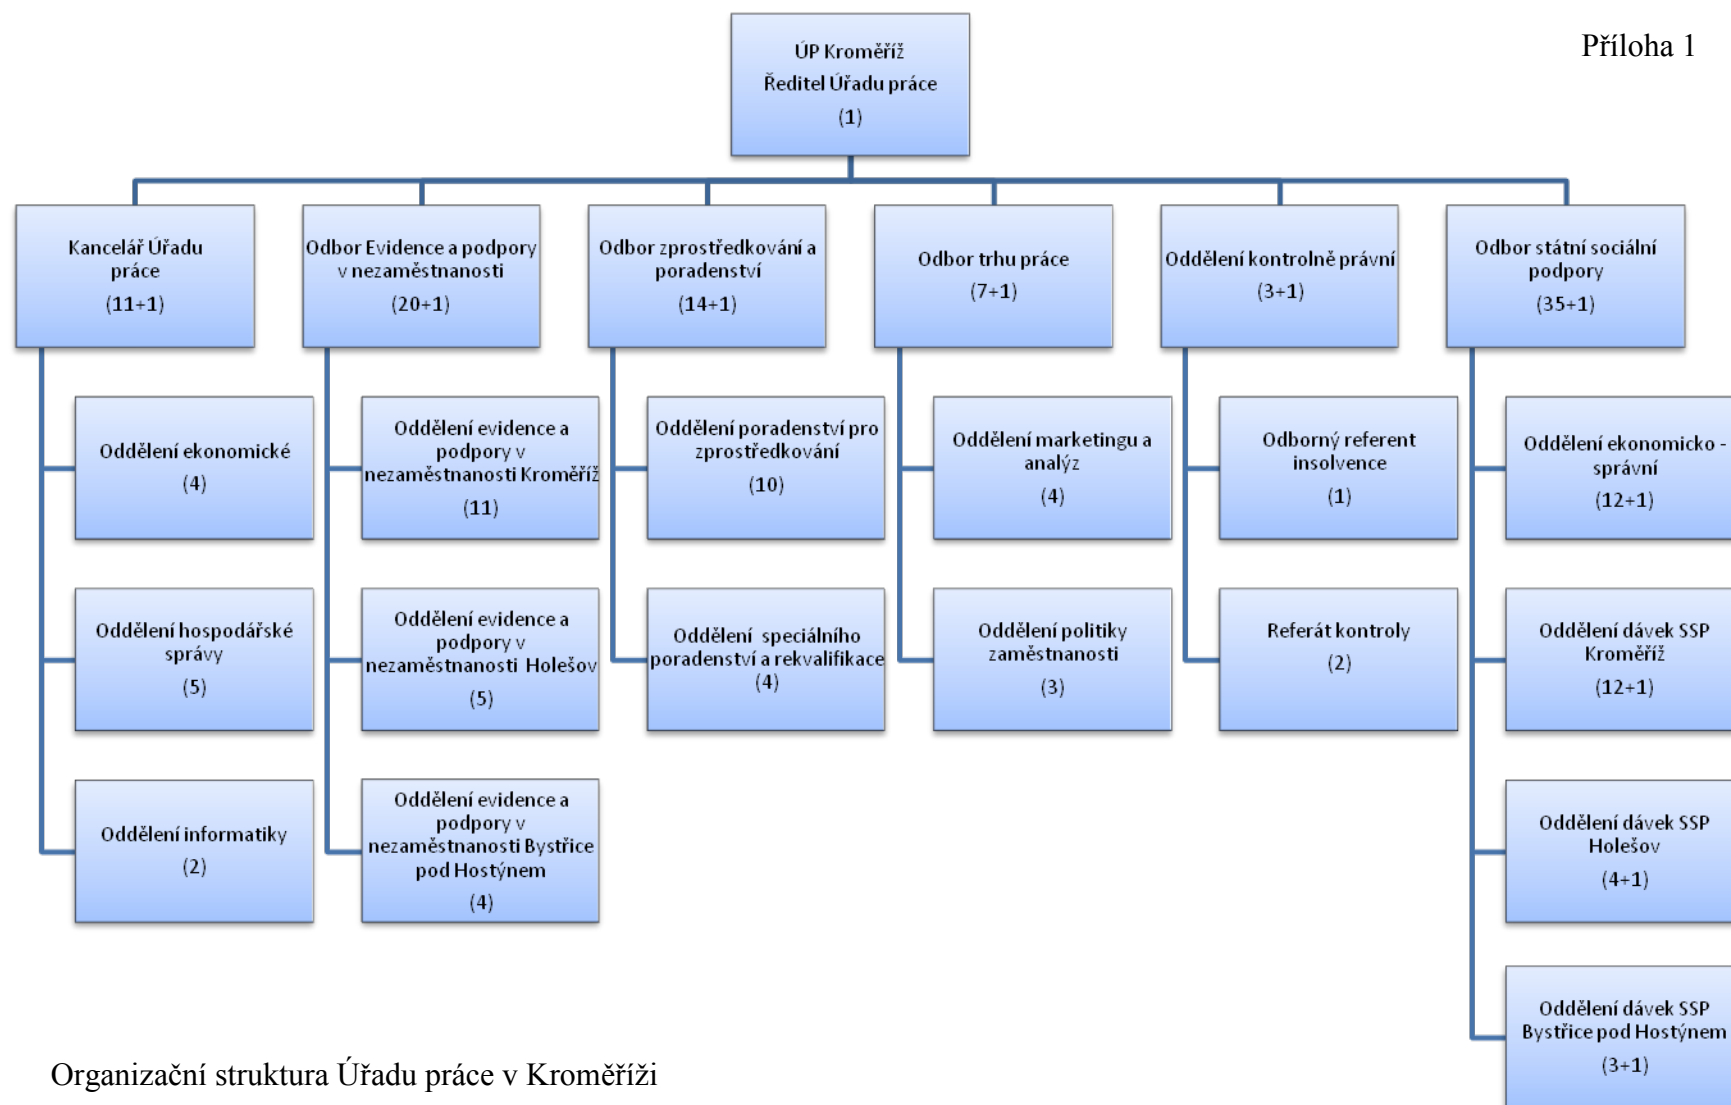 Příloha 1
ÚP Kroměříž
Ředitel Úřadu práce
(1)
Kancelář Úřadu
práce
(11+1)
Oddělení ekonomické
(4)
Oddělení hospodářské
správy
(5)
Oddělení informatiky
(2)
Odbor Evidence a podpory
v nezaměstnanosti
(20+1)
Oddělení evidence a
podpory v
nezaměstnanosti Kroměříž
(11)
Oddělení evidence a
podpory v
nezaměstnanosti Holešov
(5)
Oddělení evidence a
podpory v
nezaměstnanosti Bystřice
pod Hostýnem
(4)
Odbor zprostředkování a
poradenství
(14+1)
Oddělení poradenství pro
zprostředkování
(10)
Oddělení speciálního
poradenství a rekvalifikace
(4)
Odbor trhu práce
(7+1)
Oddělení marketingu a
analýz
(4)
Oddělení politiky
zaměstnanosti
(3)
Oddělení kontrolně právní
(3+1)
Odborný referent
insolvence
(1)
Referát kontroly
(2)
Odbor státní sociální
podpory
(35+1)
Oddělení ekonomicko -
správní
(12+1)
Oddělení dávek SSP
Kroměříž
(12+1)
Oddělení dávek SSP
Holešov
(4+1)
Oddělení dávek SSP
Bystřice pod Hostýnem
(3+1)
Organizační struktura Úřadu práce v Kroměříži